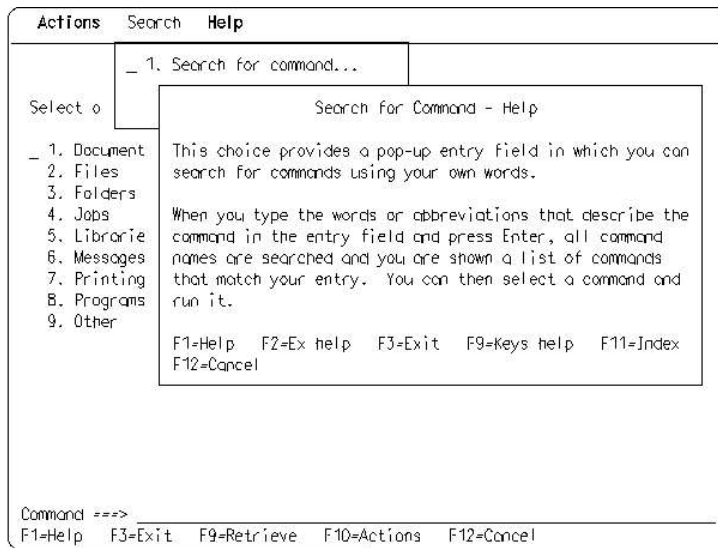 Actions Search Help
_ 1. Search for command...
Select o
Search for Command - Help
This choice provides a pop-up entry field in which you can
search for commands using your own words.
When you type the words or abbreviations that describe the
command in the entry field and press Enter, all command
names are searched and you are shown a list of commands
that match your entry. You can then select a command and
run it.
F1=Help F2=Ex help F3=Exit F9=Keys help F11=Index
F12=Cancel
_ 1. Document
2. Files
3. Folders
4. Jobs
5. Librarie
6. Messages
7. Printing
8. Programs
9. Other
Command ===>
F1=Help F3=Exit F9=Retrieve F10=Actions F12=Cancel